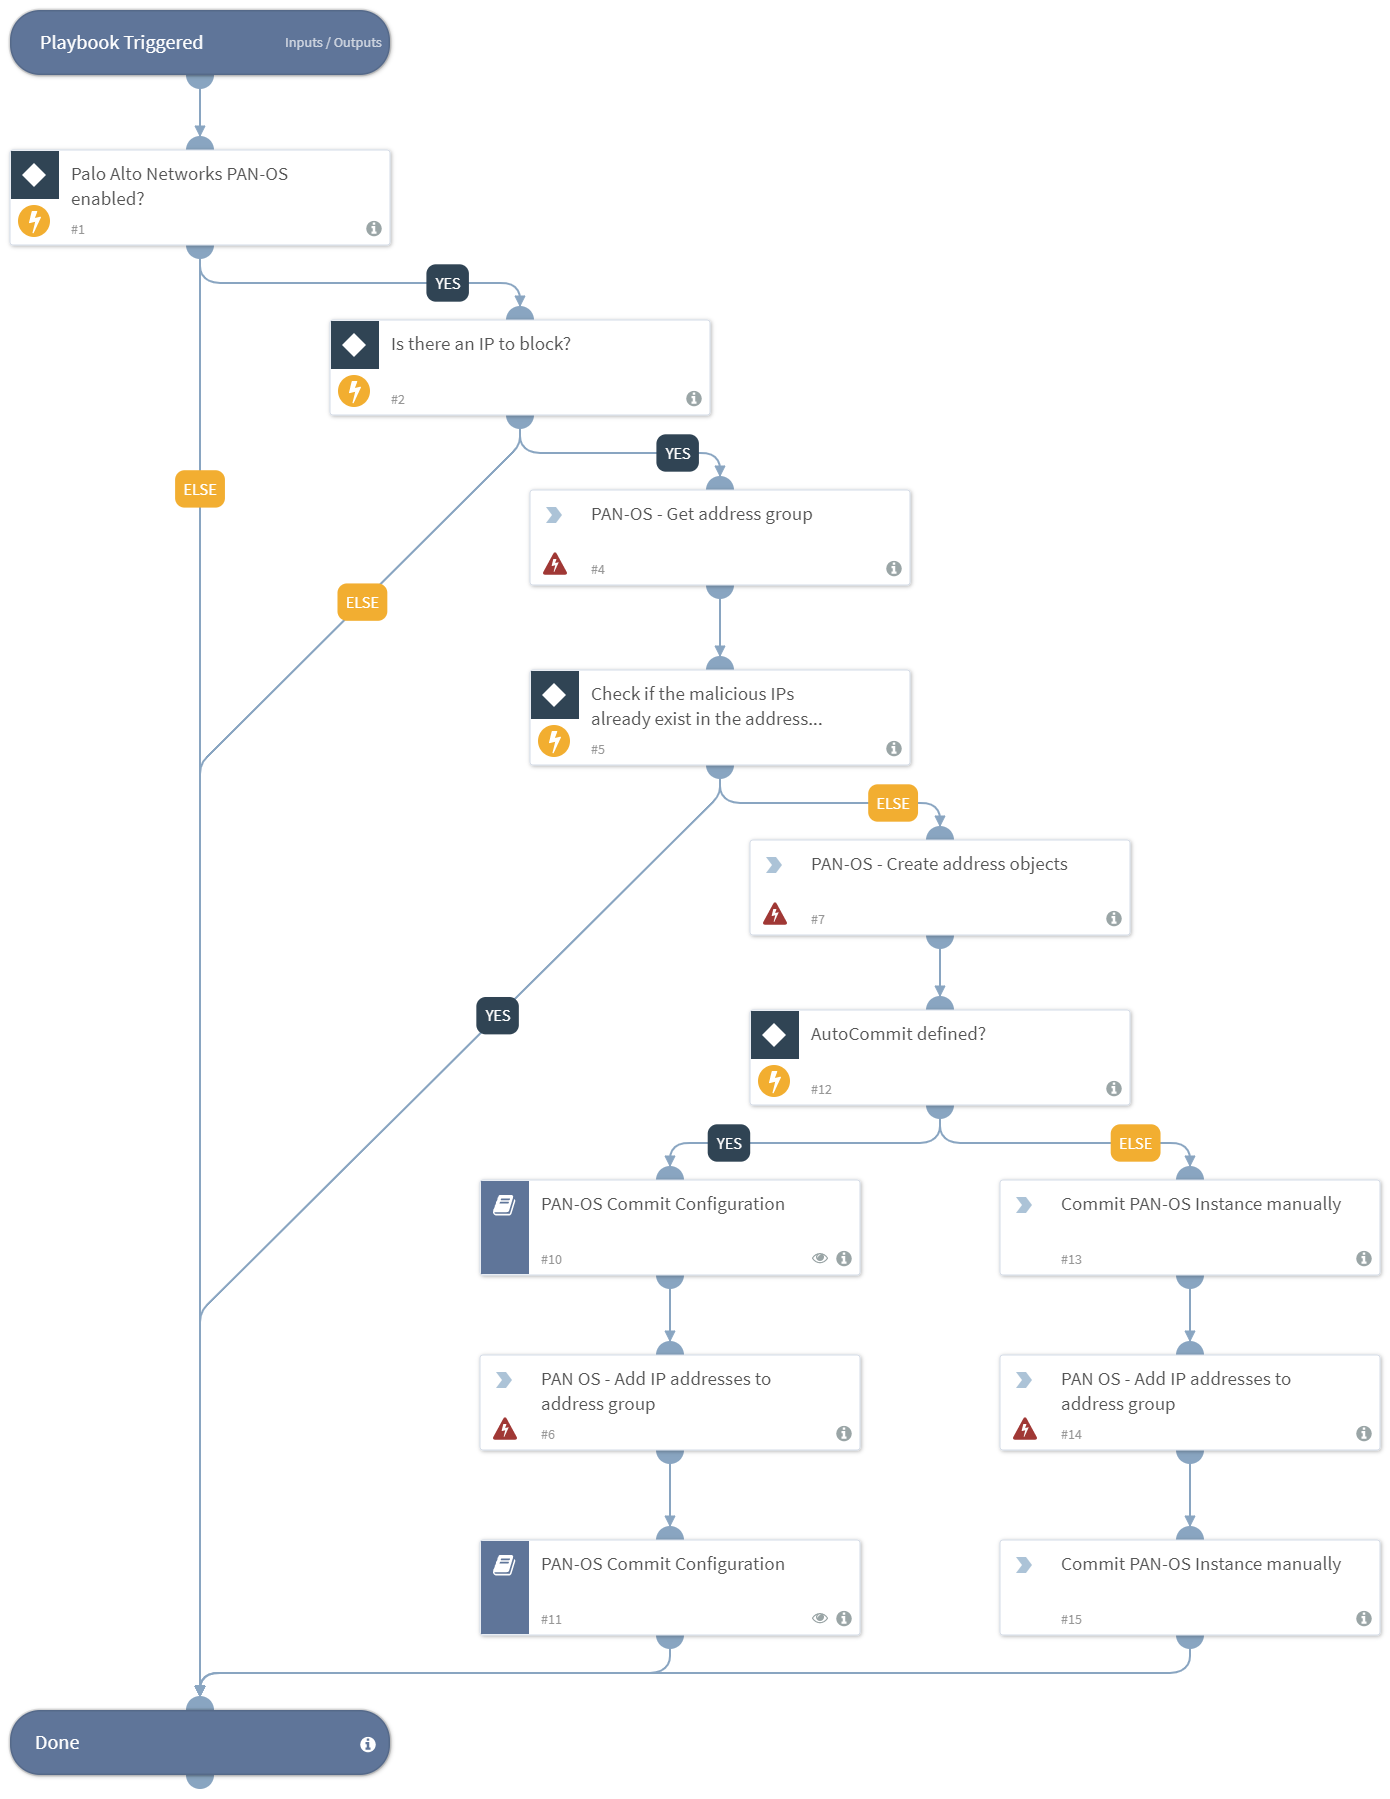 Playbook Triggered
Inputs / Outputs
Palo Alto Networks PAN-OS
enabled?
#1
YES
Is there an IP to block?
#2
YES
ELSE
PAN-OS - Get address group
#4
ELSE
Check if the malicious IPs
already exist in the address...
#5
ELSE
PAN-OS - Create address objects
#7
YES
AutoCommit defined?
#12
YES
ELSE
PAN-OS Commit Configuration
#10
Commit PAN-OS Instance manually
#13
PAN OS - Add IP addresses to
address group
#6
PAN OS - Add IP addresses to
address group
#14
PAN-OS Commit Configuration
#11
Commit PAN-OS Instance manually
#15
Done